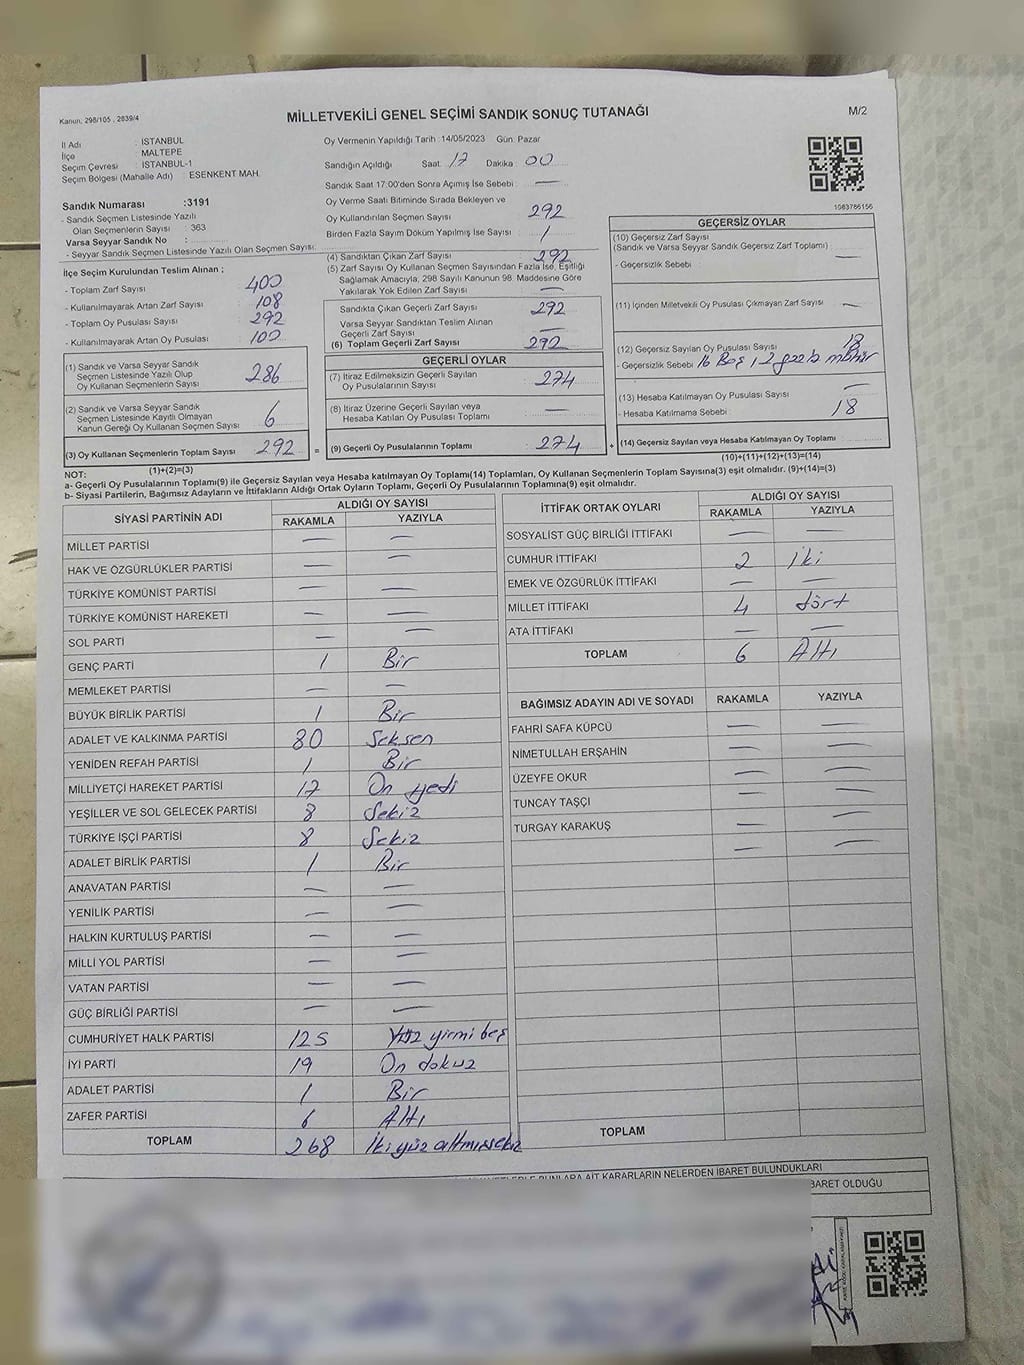 Kanun: 298/105 , 2839/4
MİLLETVEKİLİ GENEL SEÇİMİ SANDIK SONUÇ TUTANAĞI
M/2
İl Adı : İSTANBUL
İlçe : MALTEPE
Seçim Çevresi : İSTANBUL-1
Seçim Bölgesi (Mahalle Adı) : ESENKENT MAH.
Sandık Numarası :3191
- Sandık Seçmen Listesinde Yazılı
Olan Seçmenlerin Sayısı : 363
Varsa Seyyar Sandık No :
- Seyyar Sandık Seçmen Listesinde Yazılı Olan Seçmen Sayısı:
Oy Vermenin Yapıldığı Tarih :14/05/2023 Gün: Pazar
Sandığın Açıldığı Saat: 17 Dakika: 00
Sandık Saat 17:00'den Sonra Açımış İse Sebebi : —
Oy Verme Saati Bitiminde Sırada Bekleyen ve
Oy Kullandırılan Seçmen Sayısı : 292
Birden Fazla Sayım Döküm Yapılmış İse Sayısı : 1
(4) Sandıktan Çıkan Zarf Sayısı : 292
(5) Zarf Sayısı Oy Kullanan Seçmen Sayısından Fazla İse, Eşitliği
Sağlamak Amacıyla, 298 Sayılı Kanunun 98. Maddesine Göre
Yakılarak Yok Edilen Zarf Sayısı : —
1083786156
İlçe Seçim Kurulundan Teslim Alınan ;
- Toplam Zarf Sayısı : 400
- Kullanılmayarak Artan Zarf Sayısı : 108
- Toplam Oy Pusulası Sayısı : 292
- Kullanılmayarak Artan Oy Pusulası : 100
(1) Sandık ve Varsa Seyyar Sandık
Seçmen Listesinde Yazılı Olup
Oy Kullanan Seçmenlerin Sayısı : 286
(2) Sandık ve Varsa Seyyar Sandık
Seçmen Listesinde Kayıtlı Olmayan
Kanun Gereği Oy Kullanan Seçmen Sayısı : 6
(3) Oy Kullanan Seçmenlerin Toplam Sayısı : 292
(1)+(2)=(3)
Sandıkta Çıkan Geçerli Zarf Sayısı : 292
Varsa Seyyar Sandıktan Teslim Alınan
Geçerli Zarf Sayısı : —
(6) Toplam Geçerli Zarf Sayısı : 292
GEÇERLİ OYLAR
(7) İtiraz Edilmeksizin Geçerli Sayılan
Oy Pusulalarının Sayısı : 274
(8) İtiraz Üzerine Geçerli Sayılan veya
Hesaba Katılan Oy Pusulası Toplamı : —
= (9) Geçerli Oy Pusulalarının Toplamı : 274 +
GEÇERSİZ OYLAR
(10) Geçersiz Zarf Sayısı
(Sandık ve Varsa Seyyar Sandık Geçersiz Zarf Toplamı) :
- Geçersizlik Sebebi : —
(11) İçinden Milletvekili Oy Pusulası Çıkmayan Zarf Sayısı : —
(12) Geçersiz Sayılan Oy Pusulası Sayısı : 18
- Geçersizlik Sebebi : 16 Boş, 2 fazla mühür
(13) Hesaba Katılmayan Oy Pusulası Sayısı : —
- Hesaba Katılmama Sebebi : 18
(14) Geçersiz Sayılan veya Hesaba Katılmayan Oy Toplamı :
(10)+(11)+(12)+(13)=(14)
NOT:
a- Geçerli Oy Pusulalarının Toplamı(9) ile Geçersiz Sayılan veya Hesaba katılmayan Oy Toplamı(14) Toplamları, Oy Kullanan Seçmenlerin Toplam Sayısına(3) eşit olmalıdır. (9)+(14)=(3)
b- Siyasi Partilerin, Bağımsız Adayların ve İttifakların Aldığı Ortak Oyların Toplamı, Geçerli Oy Pusulalarının Toplamına(9) eşit olmalıdır.
SİYASİ PARTİNİN ADI ALDIĞI OY SAYISI
RAKAMLA YAZIYLA
MİLLET PARTİSİ — —
HAK VE ÖZGÜRLÜKLER PARTİSİ — —
TÜRKİYE KOMÜNİST PARTİSİ — —
TÜRKİYE KOMÜNİST HAREKETİ — —
SOL PARTİ — —
GENÇ PARTİ 1 Bir
MEMLEKET PARTİSİ — —
BÜYÜK BİRLİK PARTİSİ 1 Bir
ADALET VE KALKINMA PARTİSİ 80 Seksen
YENİDEN REFAH PARTİSİ 1 Bir
MİLLİYETÇİ HAREKET PARTİSİ 17 On yedi
YEŞİLLER VE SOL GELECEK PARTİSİ 8 Sekiz
TÜRKİYE İŞÇİ PARTİSİ 8 Sekiz
ADALET BİRLİK PARTİSİ 1 Bir
ANAVATAN PARTİSİ — —
YENİLİK PARTİSİ — —
HALKIN KURTULUŞ PARTİSİ — —
MİLLİ YOL PARTİSİ — —
VATAN PARTİSİ — —
GÜÇ BİRLİĞİ PARTİSİ — —
CUMHURİYET HALK PARTİSİ 125 Yüz yirmi beş
İYİ PARTİ 19 On dokuz
ADALET PARTİSİ 1 Bir
ZAFER PARTİSİ 6 Altı
TOPLAM 268 İki yüz altmışsekiz
İTTİFAK ORTAK OYLARI ALDIĞI OY SAYISI
RAKAMLA YAZIYLA
SOSYALİST GÜÇ BİRLİĞİ İTTİFAKI — —
CUMHUR İTTİFAKI 2 İki
EMEK VE ÖZGÜRLÜK İTTİFAKI — —
MİLLET İTTİFAKI 4 dört
ATA İTTİFAKI — —
TOPLAM 6 Altı
BAĞIMSIZ ADAYIN ADI VE SOYADI RAKAMLA YAZIYLA
FAHRİ SAFA KÜPCÜ — —
NİMETULLAH ERŞAHİN — —
ÜZEYFE OKUR — —
TUNCAY TAŞÇI — —
TURGAY KARAKUŞ — —
— —
TOPLAM
BUNLARA AİT KARARLARIN NELERDEN İBARET BULUNDUKLARI
İBARET OLDUĞU